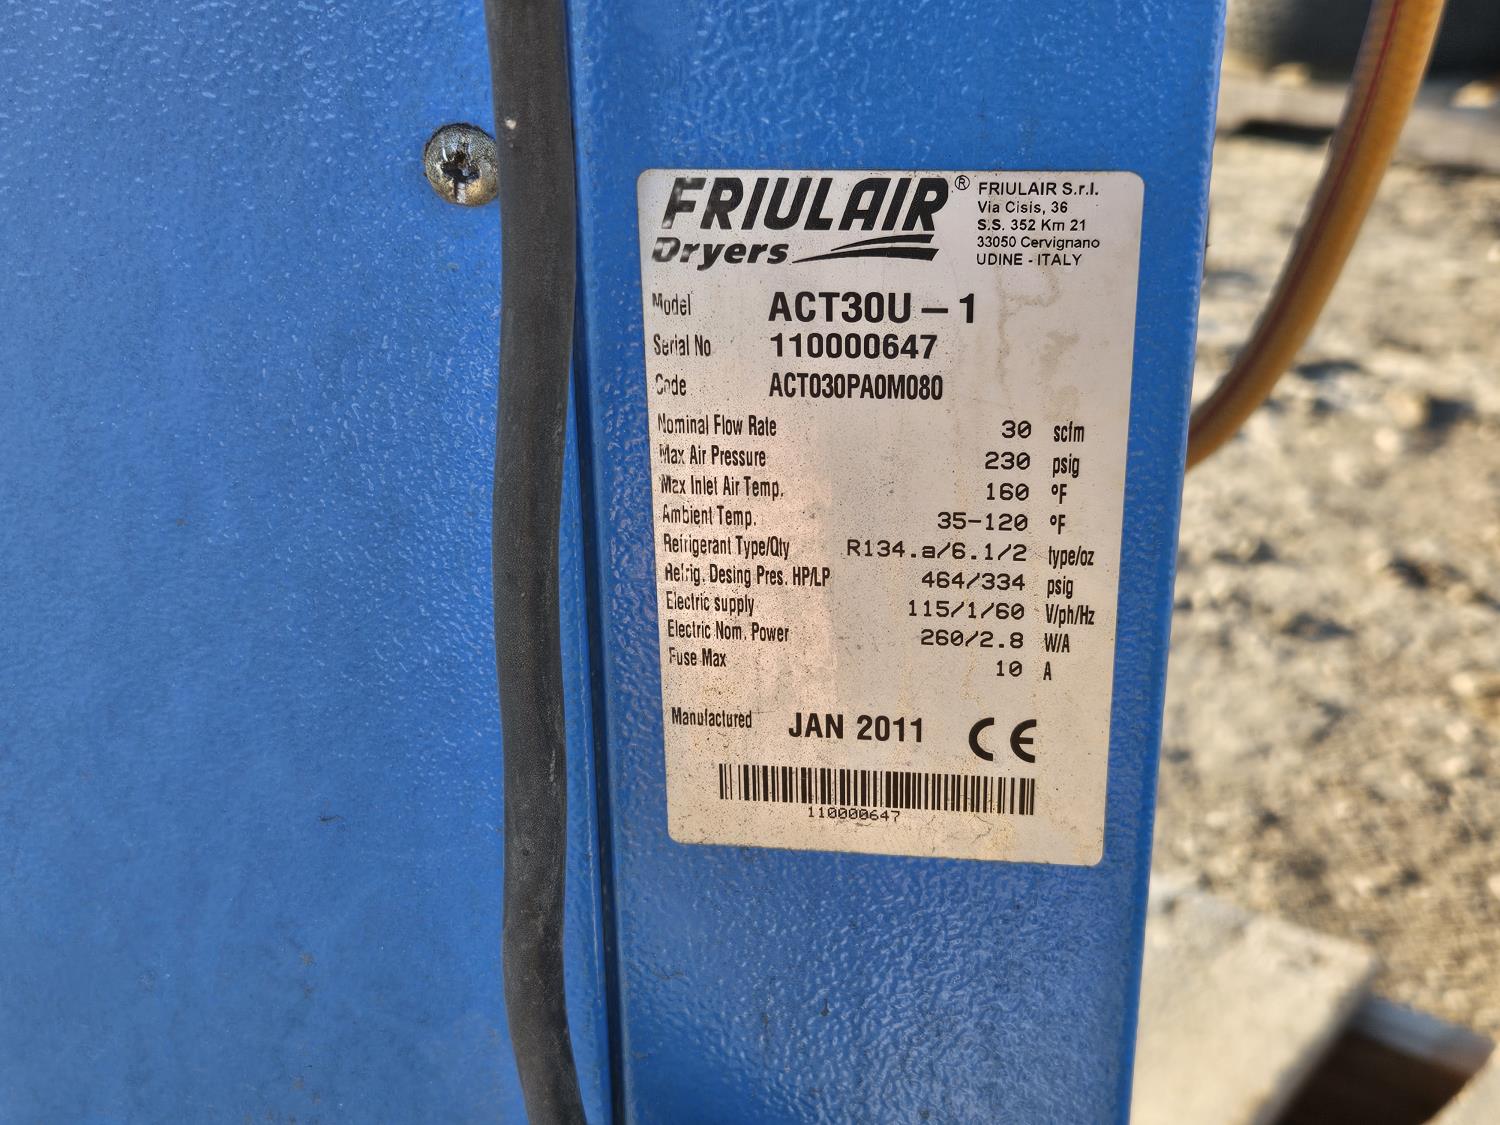 FRIULAIR®
Dryers
FRIULAIR S.r.l.
Via Cisis, 36
S.S. 352 Km 21
33050 Cervignano
UDINE - ITALY
Model ACT30U – 1
Serial No 110000647
Code ACT030PA0M080
Nominal Flow Rate 30 scfm
Max Air Pressure 230 psig
Max Inlet Air Temp. 160 °F
Ambient Temp. 35-120 °F
Refrigerant Type/Qty R134.a/6.1/2 type/oz
Refrig. Desing Pres. HP/LP 464/334 psig
Electric supply 115/1/60 V/ph/Hz
Electric Nom. Power 260/2.8 W/A
Fuse Max 10 A
Manufactured JAN 2011 CE
110000647